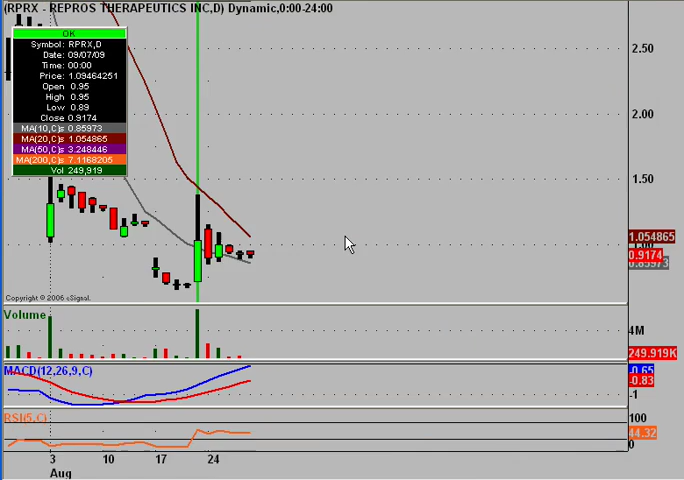 (RPRX - REPROS THERAPEUTICS INC,D) Dynamic,0:00-24:00
OK
Symbol: RPRX,D
Date: 09/07/09
Time: 00:00
Price: 1.09464251
Open 0.95
High 0.95
Low 0.89
Close 0.9174
MA(10,C)s 0.85973
MA(20,C)s 1.054865
MA(50,C)s 3.248446
MA(200,C)s 7.1168205
Vol 249,919
2.50
2.00
1.50
1.054865
0.9174
Copyright © 2006 eSignal.
Volume
4M
249.919K
MACD(12,26,9,C)
-0.65
-0.83
-1
RSI(5,C)
100
44.32
0
3 10 17 24
Aug